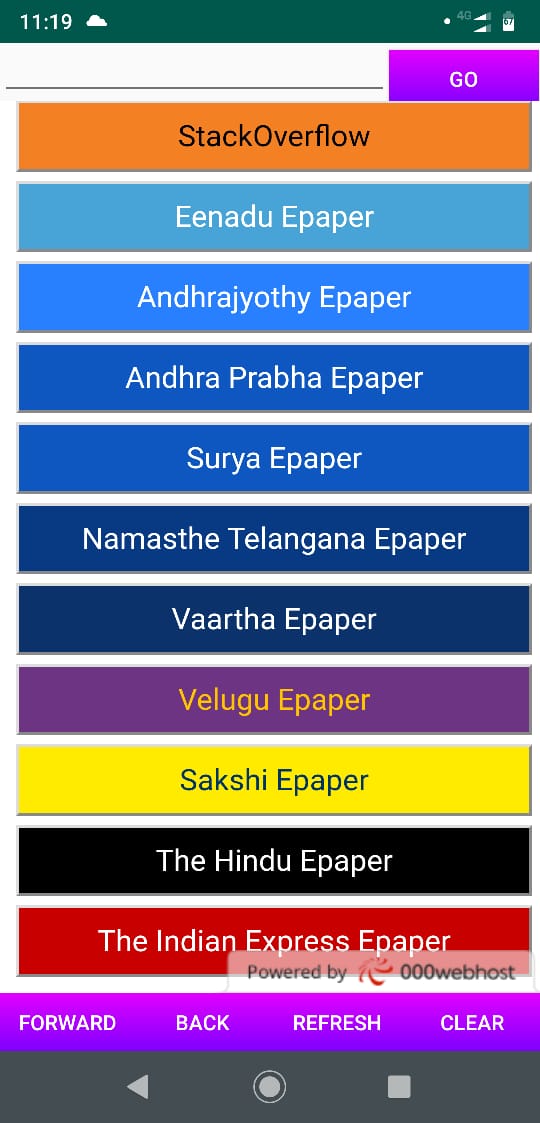 11:19
4G
67
GO
StackOverflow
Eenadu Epaper
Andhrajyothy Epaper
Andhra Prabha Epaper
Surya Epaper
Namasthe Telangana Epaper
Vaartha Epaper
Velugu Epaper
Sakshi Epaper
The Hindu Epaper
The Indian Express Epaper
Powered by 000webhost
FORWARD BACK REFRESH CLEAR